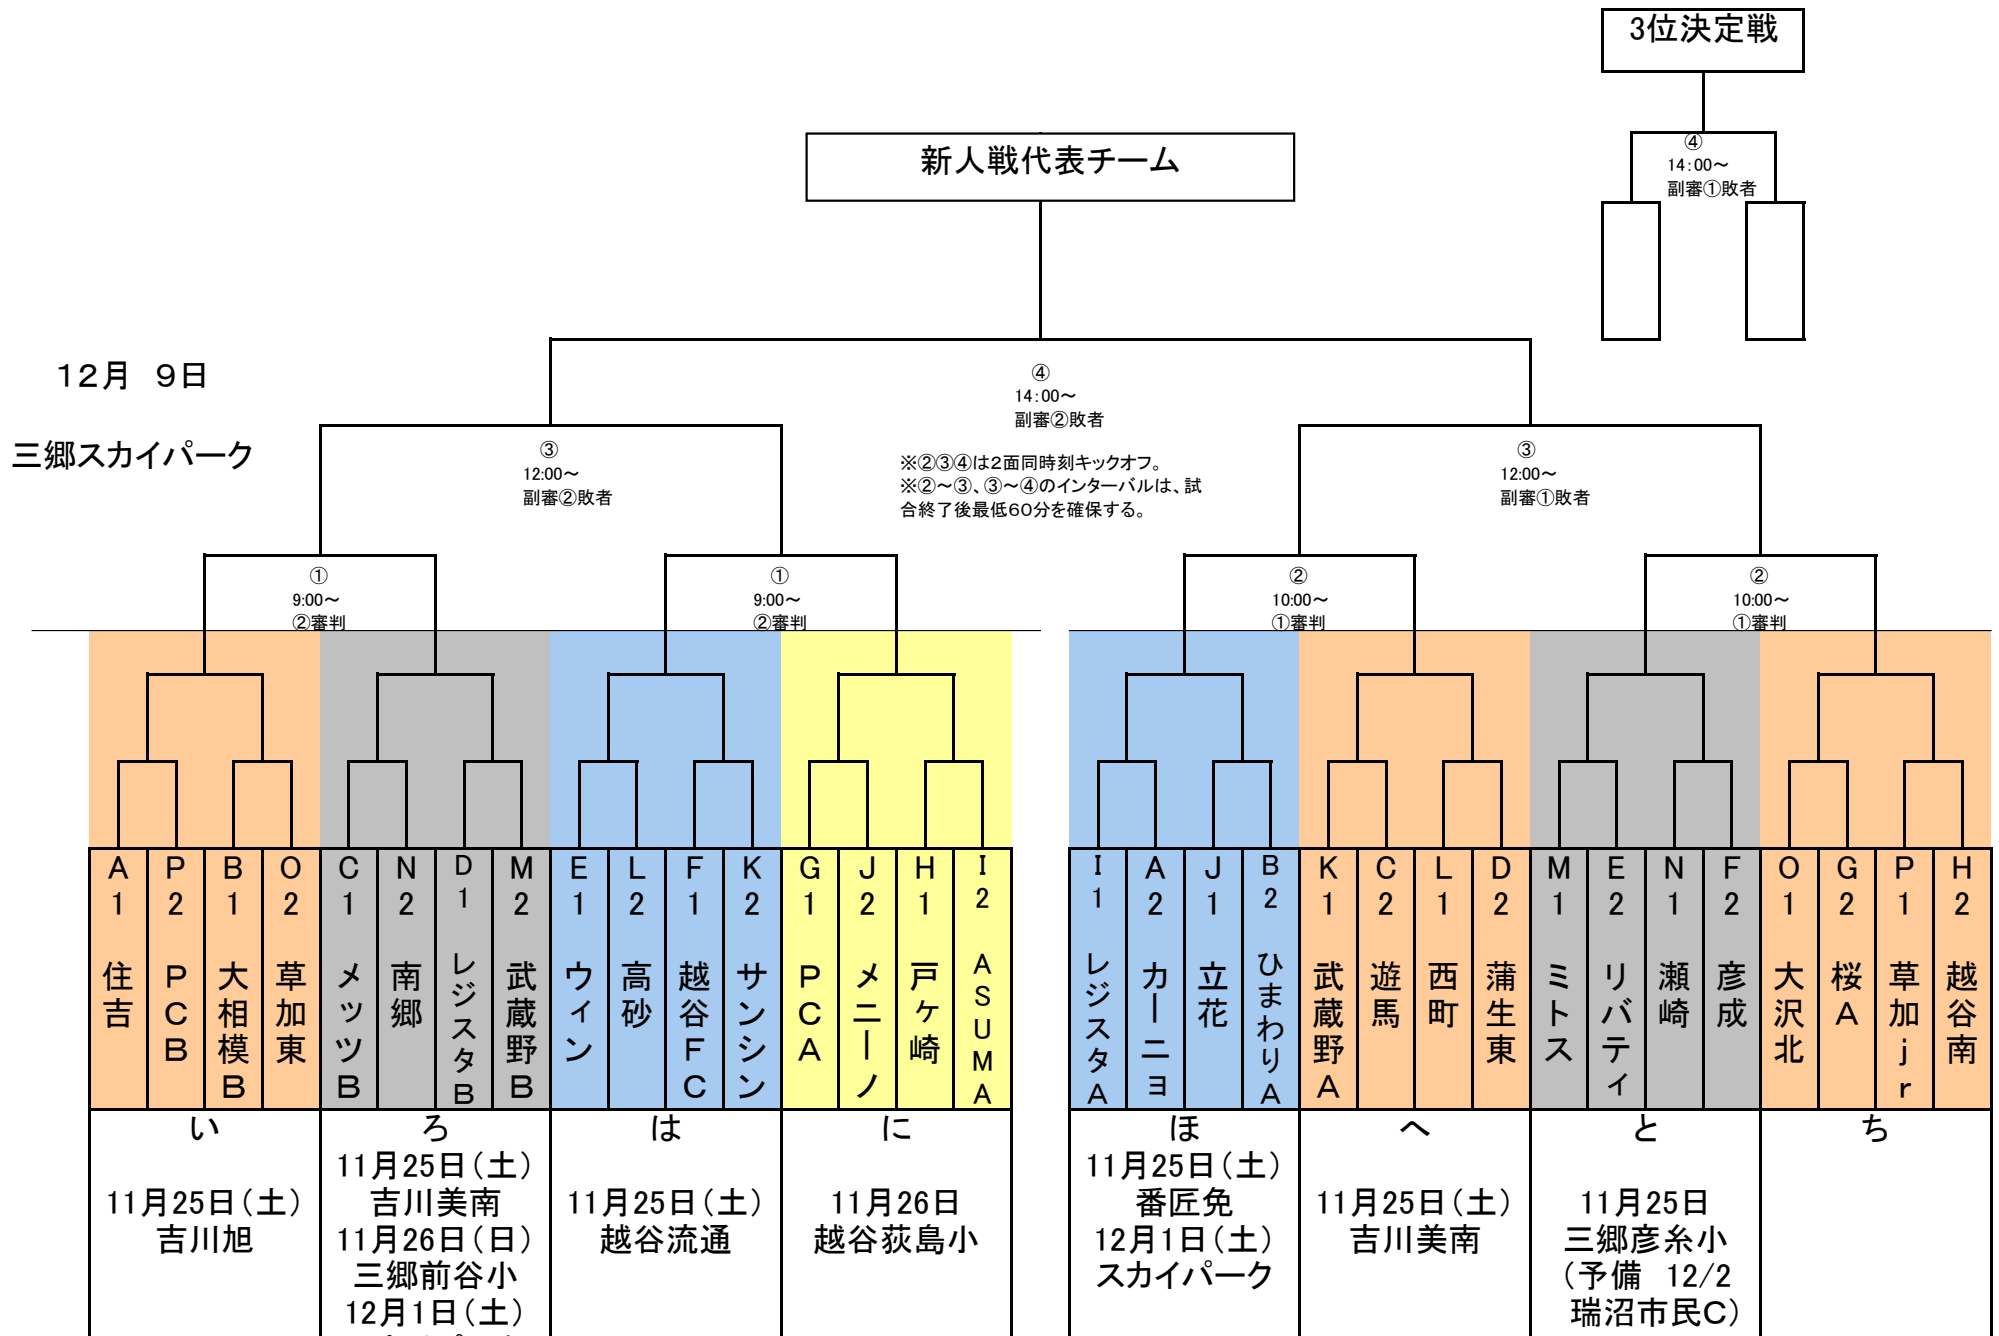 3位決定戦
④
14:00～
副審①敗者
新人戦代表チーム
12月　9日
三郷スカイパーク
④
14:00～
副審②敗者
③
12:00～
副審②敗者
※②③④は2面同時刻キックオフ。
※②～③、③～④のインターバルは、試
合終了後最低60分を確保する。
③
12:00～
副審①敗者
①
9:00～
②審判
①
9:00～
②審判
②
10:00～
①審判
②
10:00～
①審判
A1　住吉
P2　PCB
B1　大相模B
O2　草加東
C1　メッツB
N2　南郷
D1　レジスタB
M2　武蔵野B
E1　ウィン
L2　高砂
F1　越谷FC
K2　サンシン
G1　PCA
J2　メニーノ
H1　戸ヶ崎
I2　ASUMA
I1　レジスタA
A2　カーニョ
J1　立花
B2　ひまわりA
K1　武蔵野A
C2　遊馬
L1　西町
D2　蒲生東
M1　ミトス
E2　リバティ
N1　瀬崎
F2　彦成
O1　大沢北
G2　桜A
P1　草加jr
H2　越谷南
い
11月25日（土）
吉川旭
ろ
11月25日（土）
吉川美南
11月26日（日）
三郷前谷小
12月1日（土）
は
11月25日（土）
越谷流通
に
11月26日
越谷荻島小
ほ
11月25日（土）
番匠免
12月1日（土）
スカイパーク
へ
11月25日（土）
吉川美南
と
11月25日
三郷彦糸小
（予備　12/2
瑞沼市民C）
ち